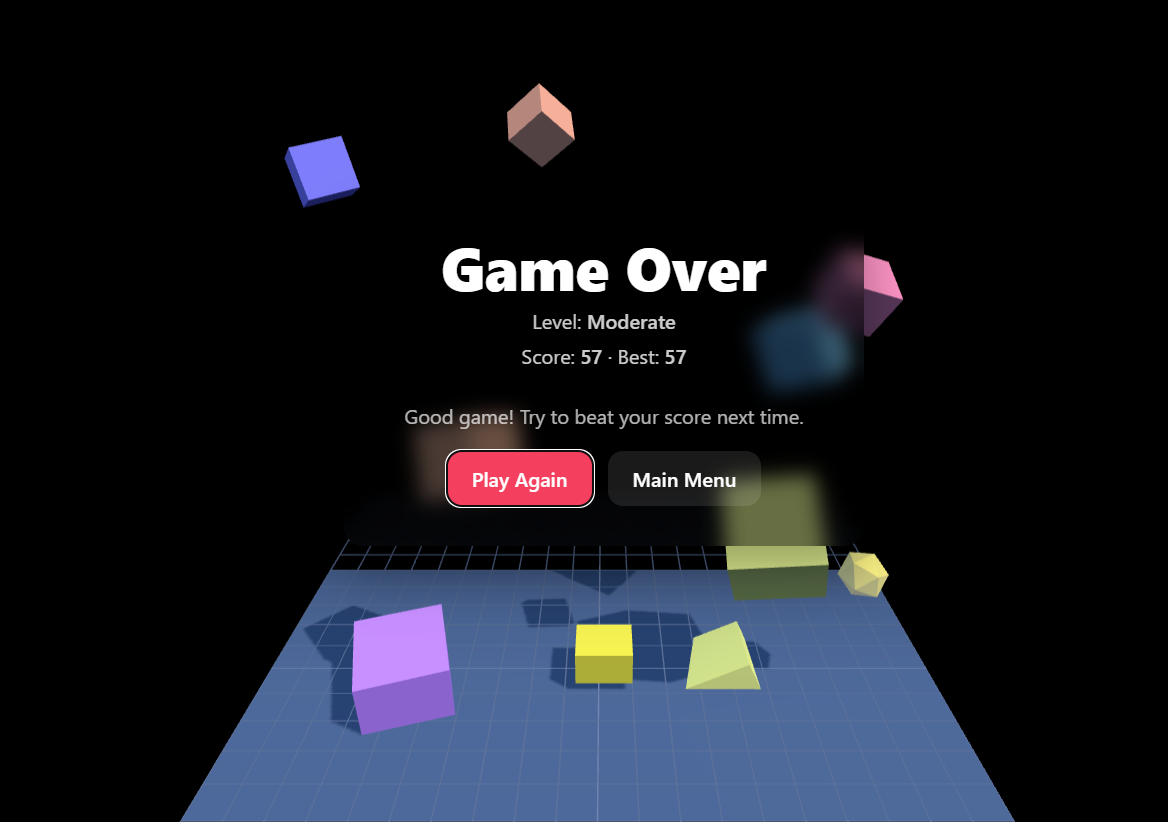 Game Over
Level: Moderate
Score: 57 · Best: 57
Good game! Try to beat your score next time.
Play Again
Main Menu